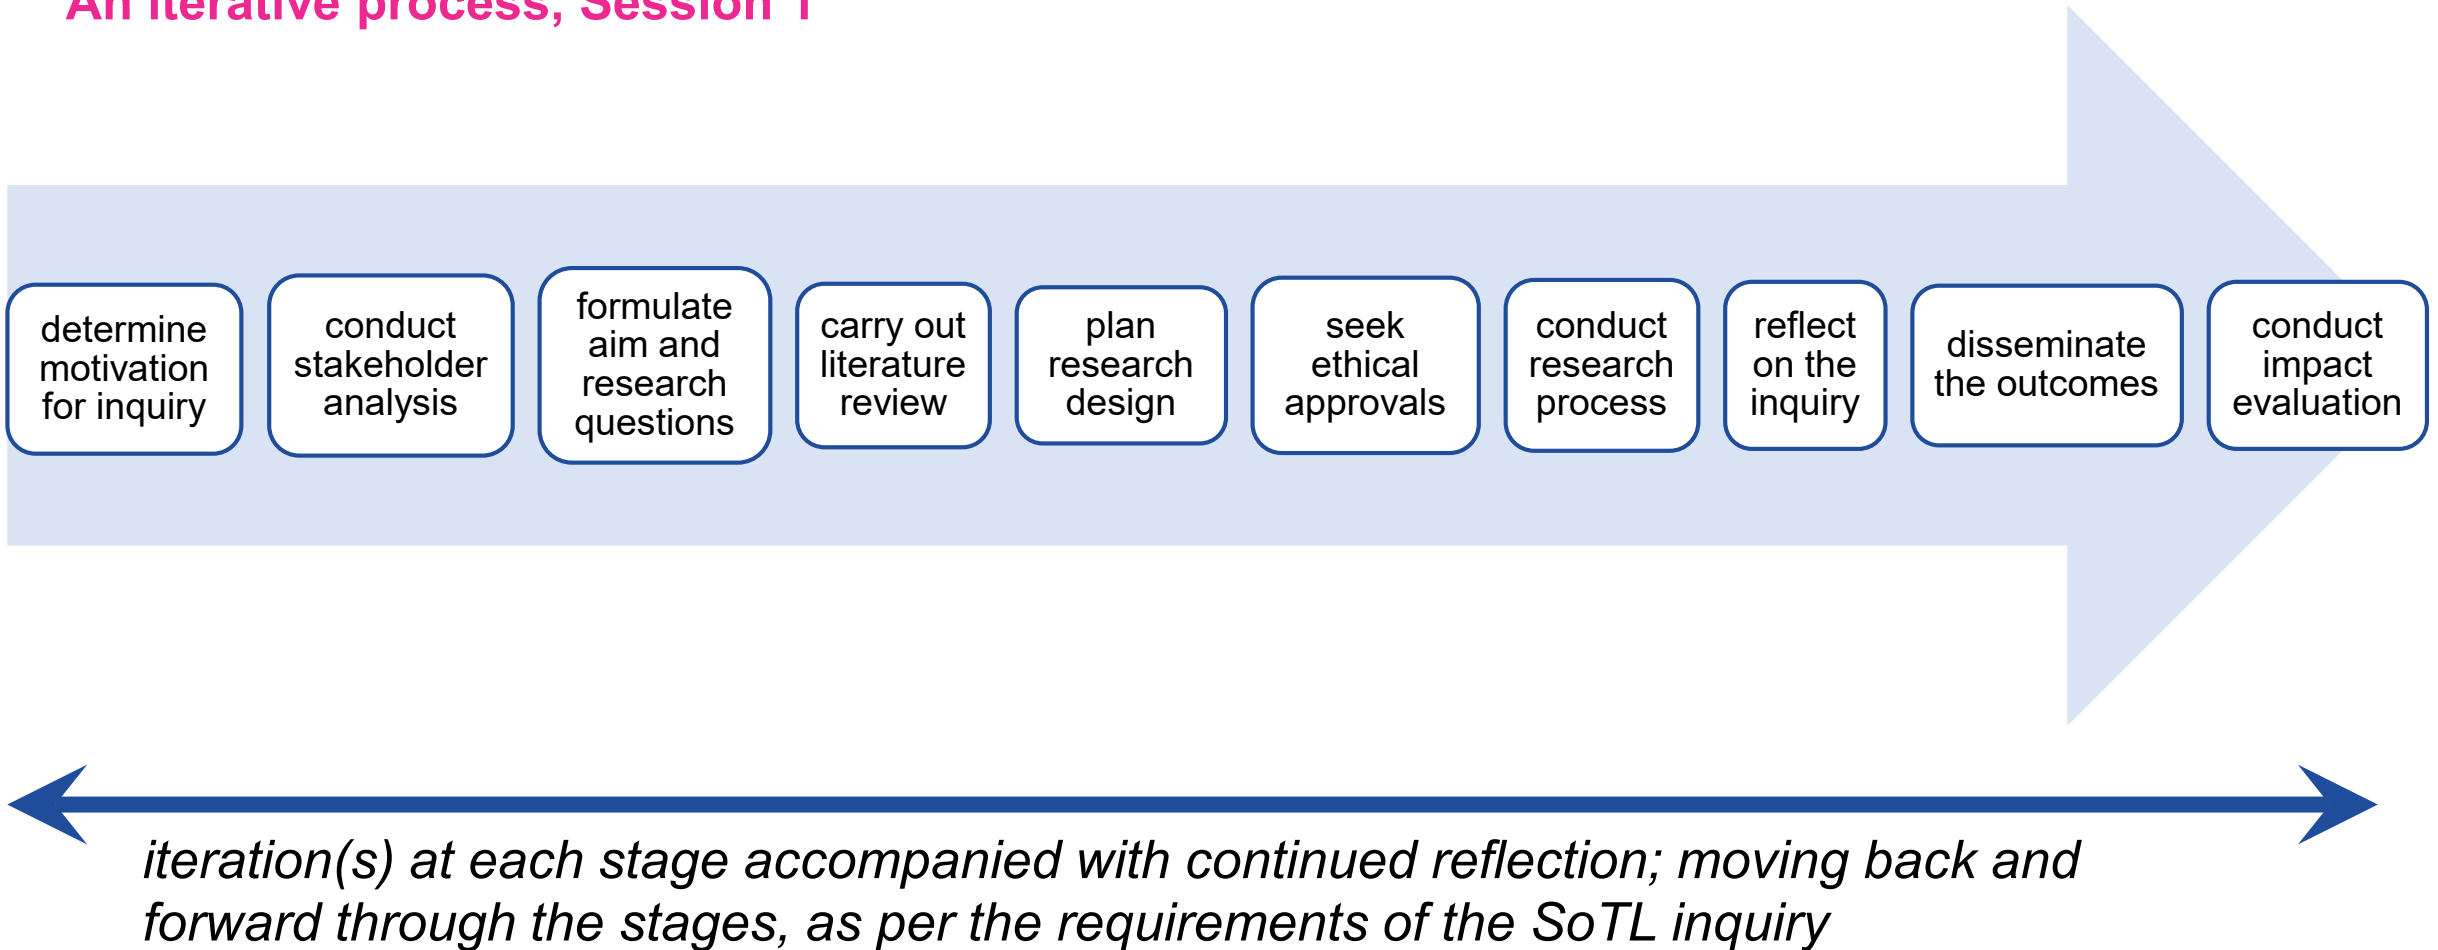 An iterative process, Session 1
determine
motivation
for inquiry
conduct
stakeholder
analysis
formulate
aim and
research
questions
carry out
literature
review
plan
research
design
seek
ethical
approvals
conduct
research
process
reflect
on the
inquiry
disseminate
the outcomes
conduct
impact
evaluation
iteration(s) at each stage accompanied with continued reflection; moving back and
forward through the stages, as per the requirements of the SoTL inquiry